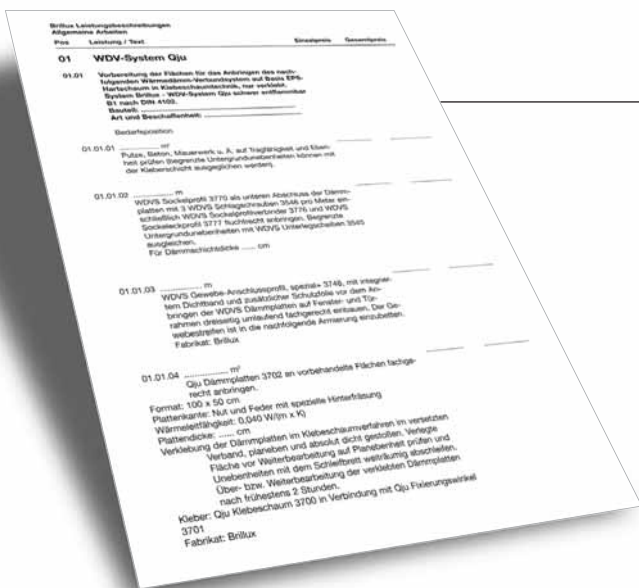 Brillux Leistungsbeschreibungen
Allgemeine Arbeiten
Pos Leistung / Text Einzelpreis Gesamtpreis
01 WDV-System Qju
01.01 Vorbereitung der Flächen für das Anbringen des nach-
folgenden Wärmedämm-Verbundsystem auf Basis EPS-
Hartschaum in Klebeschaumtechnik, nur verklebt.
System Brillux - WDV-System Qju schwer entflammbar
B1 nach DIN 4102.
Bauteil: ..............................
Art und Beschaffenheit: ..............................
Bedarfsposition
01.01.01 .................... m²
Putze, Beton, Mauerwerk u. Ä. auf Tragfähigkeit und Eben-
heit prüfen (begrenzte Untergrundunebenheiten können mit
der Kleberschicht ausgeglichen werden).
01.01.02 .................... m
WDVS Sockelprofil 3770 als unteren Abschluss der Dämm-
platten mit 3 WDVS Schlagschrauben 3546 pro Meter ein-
schließlich WDVS Sockelprofilverbinder 3776 und WDVS
Sockeleckprofil 3777 fluchtrecht anbringen. Begrenzte
Untergrundunebenheiten mit WDVS Unterlegscheiben 3545
ausgleichen.
Für Dämmschichtdicke ...... cm
01.01.03 .................... m
WDVS Gewebe-Anschlussprofil, spezial+ 3748, mit integrier-
tem Dichtband und zusätzlicher Schutzfolie vor dem An-
bringen der WDVS Dämmplatten auf Fenster- und Tür-
rahmen dreiseitig umlaufend fachgerecht einbauen. Der Ge-
webestreifen ist in die nachfolgende Armierung einzubetten.
Fabrikat: Brillux
01.01.04 .................... m²
Qju Dämmplatten 3702 an vorbehandelte Flächen fachge-
recht anbringen.
Format: 100 x 50 cm
Plattenkante: Nut und Feder mit spezielle Hinterfräsung
Wärmeleitfähigkeit: 0,040 W/(m x K)
Plattendicke: ...... cm
Verklebung der Dämmplatten im Klebeschaumverfahren im versetzten
Verband, planeben und absolut dicht gestoßen. Verlegte
Fläche vor Weiterbearbeitung auf Planebenheit prüfen und
Unebenheiten mit dem Schleifbrett weiträumig abschleifen.
Über- bzw. Weiterbearbeitung der verklebten Dämmplatten
nach frühestens 2 Stunden.
Kleber: Qju Klebeschaum 3700 in Verbindung mit Qju Fixierungswinkel
3701
Fabrikat: Brillux